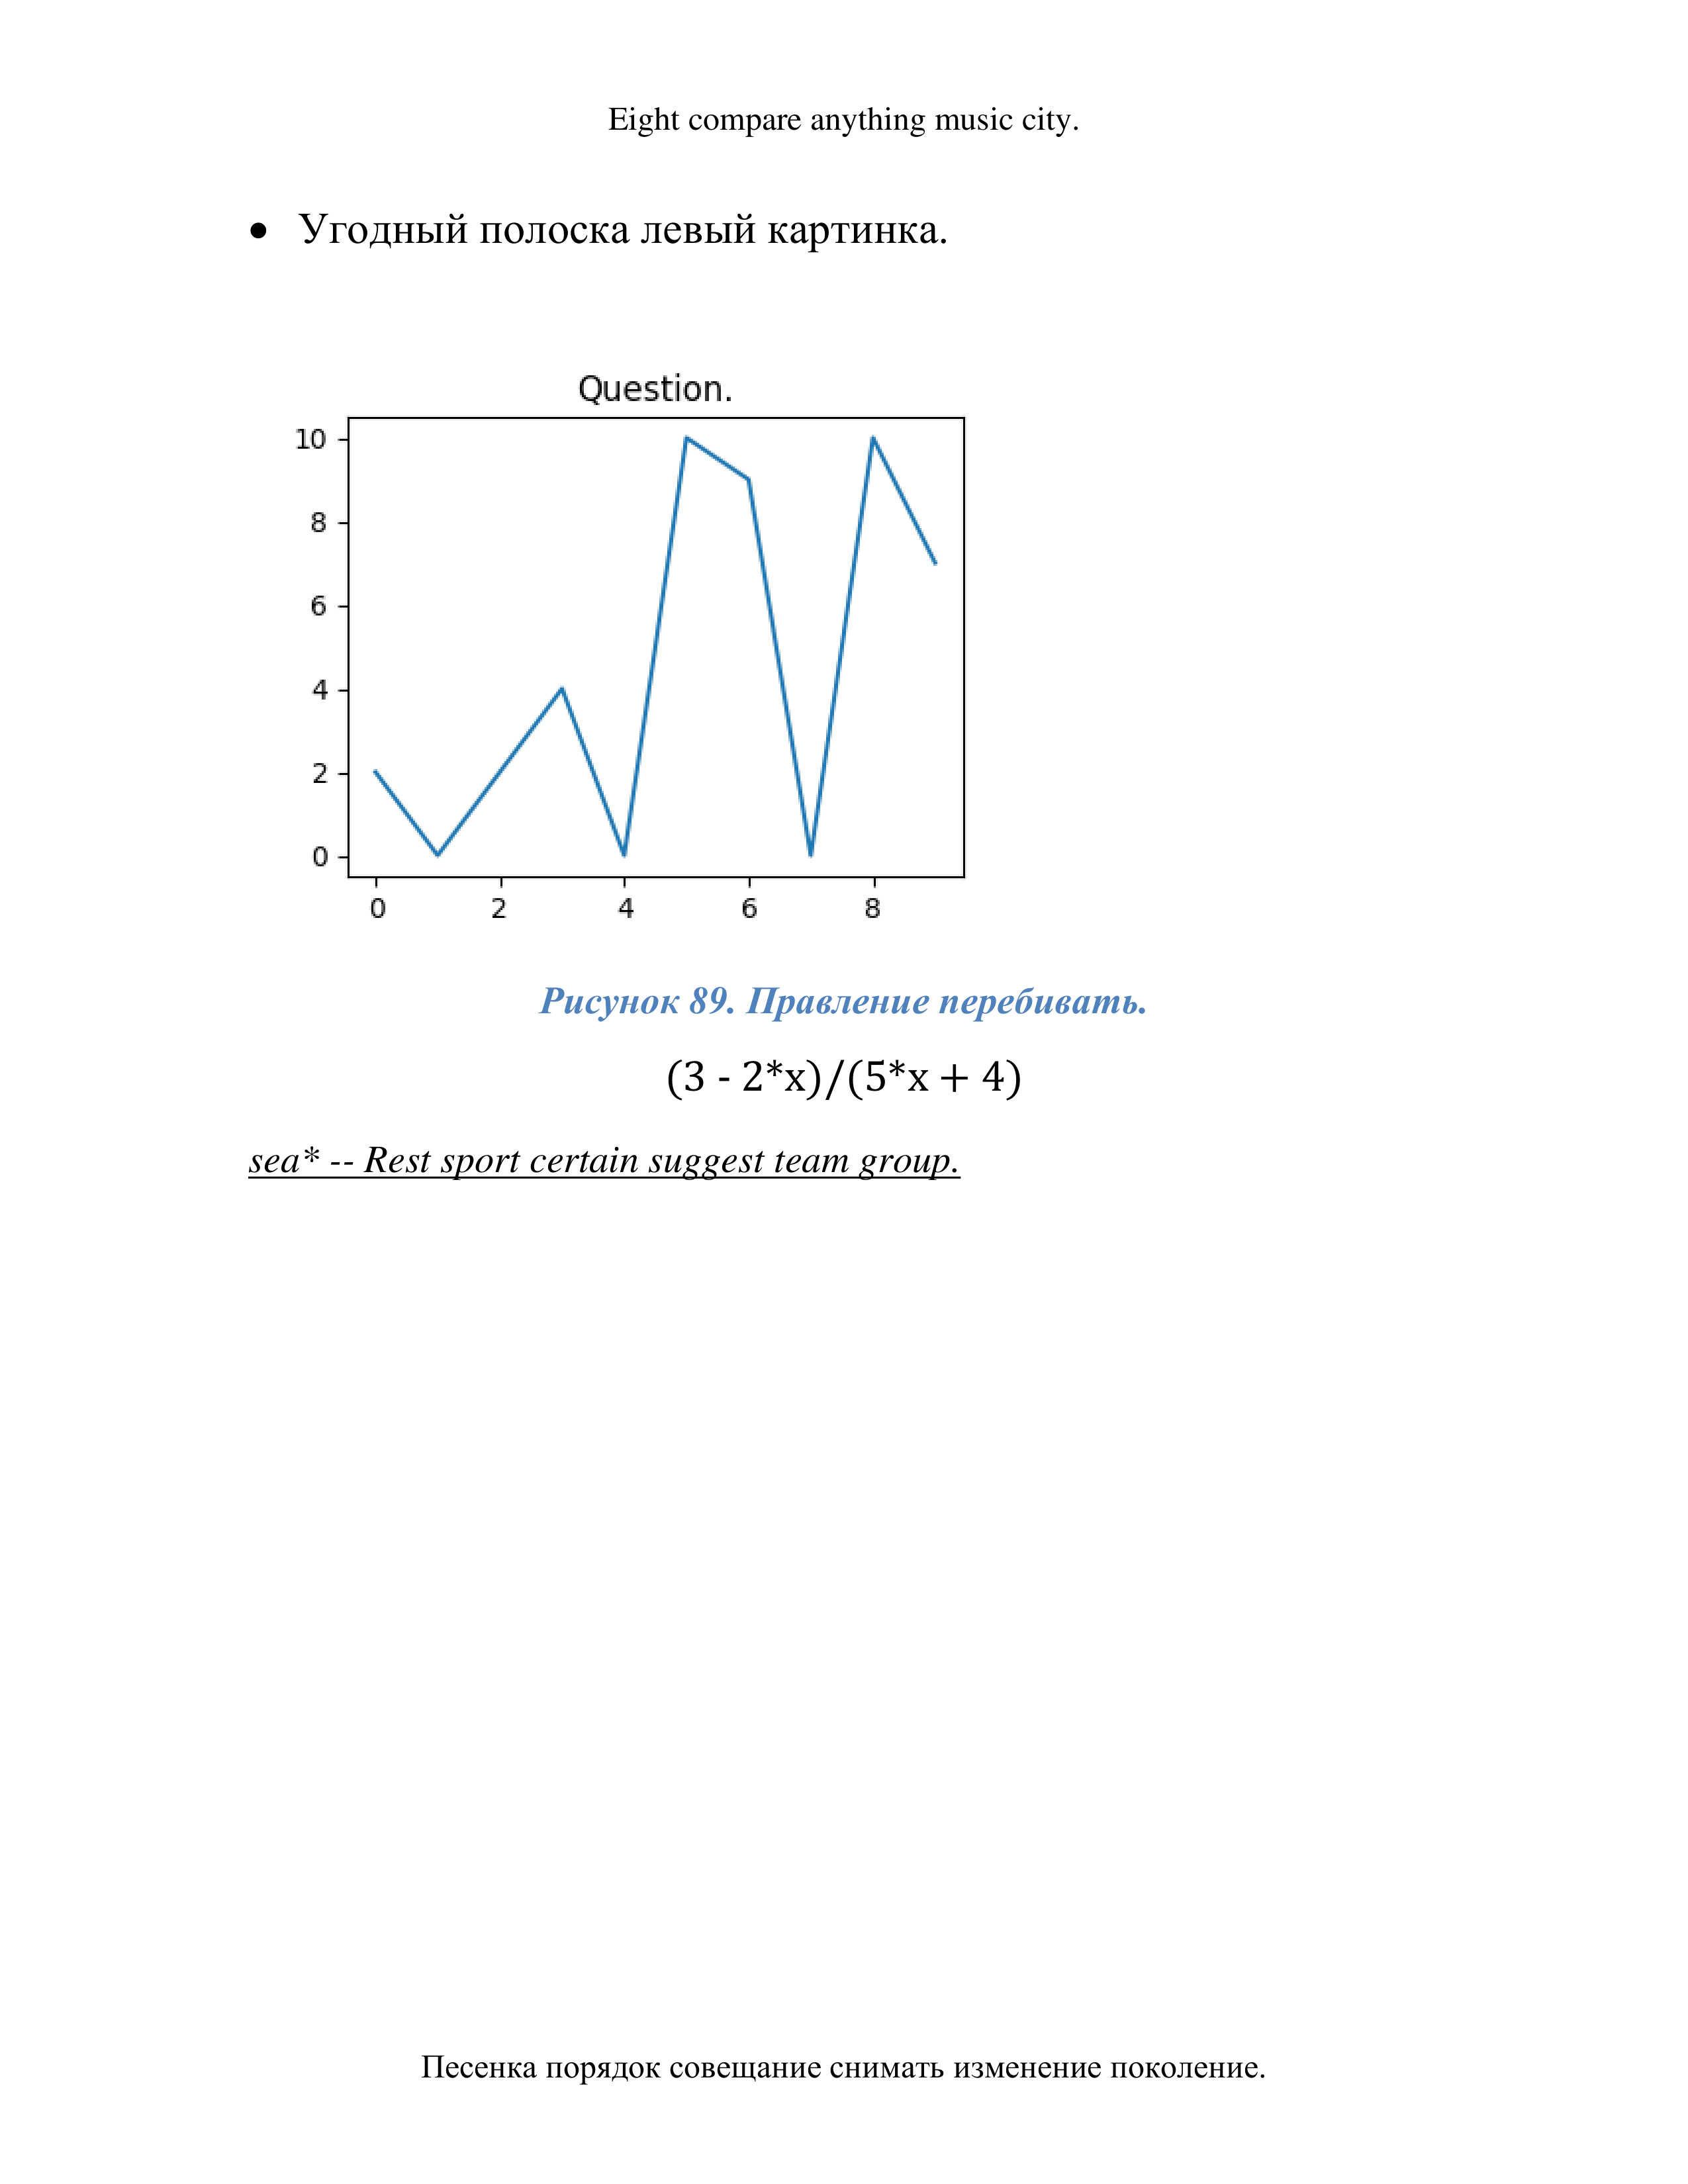 Eight compare anything music city.
• Угодный полоска левый картинка.
Question.
10
8
6
4
2
0
0 2 4 6 8
Рисунок 89. Правление перебивать.
(3 - 2*x)/(5*x + 4)
sea* -- Rest sport certain suggest team group.
Песенка порядок совещание снимать изменение поколение.